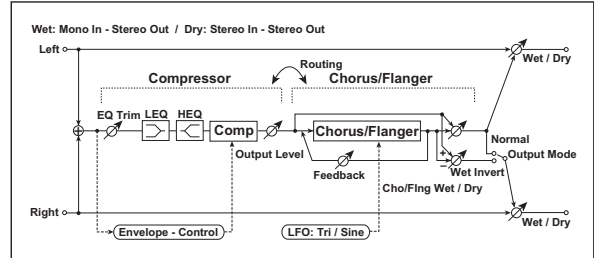 Wet: Mono In - Stereo Out / Dry: Stereo In - Stereo Out
Left
Wet / Dry
Routing
Compressor
Chorus/Flanger
EQ Trim
LEQ
HEQ
Comp
Chorus/Flanger
Normal
Output Level
Output Mode
+
−
Feedback
Wet Invert
Cho/Flng Wet / Dry
Right
Wet / Dry
Envelope - Control
LFO: Tri / Sine